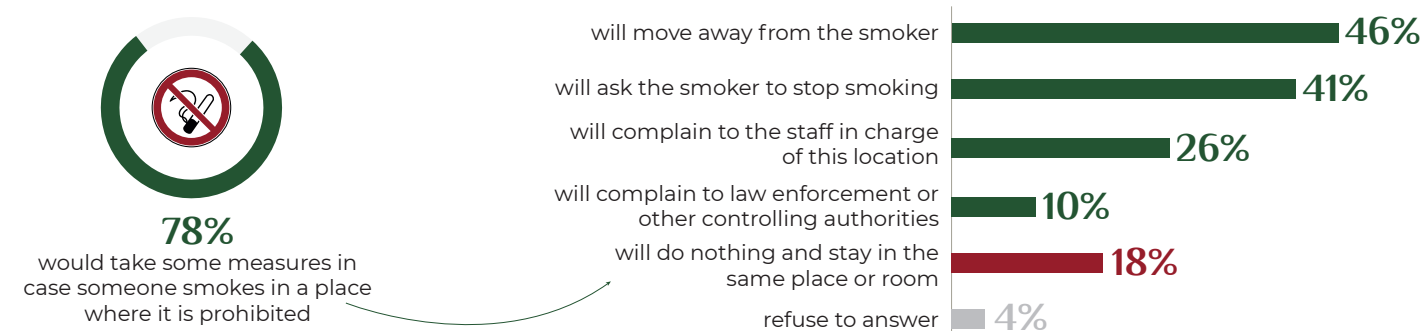 78%
would take some measures in
case someone smokes in a place
where it is prohibited
will move away from the smoker
46%
will ask the smoker to stop smoking
41%
will complain to the staff in charge
of this location
26%
will complain to law enforcement or
other controlling authorities
10%
will do nothing and stay in the
same place or room
18%
refuse to answer
4%